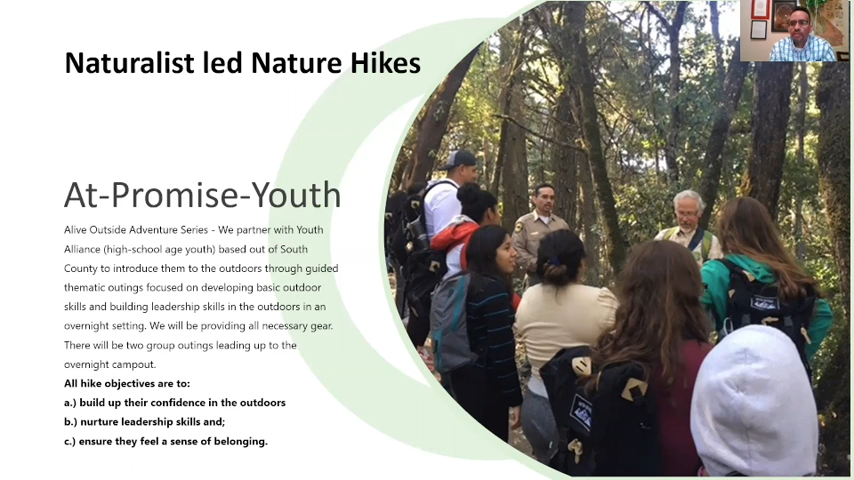 Naturalist led Nature Hikes
At-Promise-Youth
Alive Outside Adventure Series - We partner with Youth
Alliance (high-school age youth) based out of South
County to introduce them to the outdoors through guided
thematic outings focused on developing basic outdoor
skills and building leadership skills in the outdoors in an
overnight setting. We will be providing all necessary gear.
There will be two group outings leading up to the
overnight campout.
All hike objectives are to:
a.) build up their confidence in the outdoors
b.) nurture leadership skills and;
c.) ensure they feel a sense of belonging.